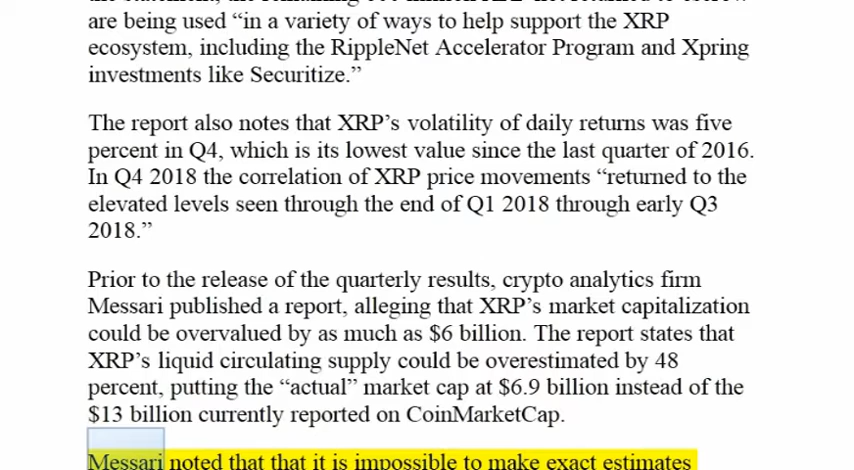 are being used “in a variety of ways to help support the XRP
ecosystem, including the RippleNet Accelerator Program and Xpring
investments like Securitize.”
The report also notes that XRP’s volatility of daily returns was five
percent in Q4, which is its lowest value since the last quarter of 2016.
In Q4 2018 the correlation of XRP price movements “returned to the
elevated levels seen through the end of Q1 2018 through early Q3
2018.”
Prior to the release of the quarterly results, crypto analytics firm
Messari published a report, alleging that XRP’s market capitalization
could be overvalued by as much as $6 billion. The report states that
XRP’s liquid circulating supply could be overestimated by 48
percent, putting the “actual” market cap at $6.9 billion instead of the
$13 billion currently reported on CoinMarketCap.
Messari noted that that it is impossible to make exact estimates